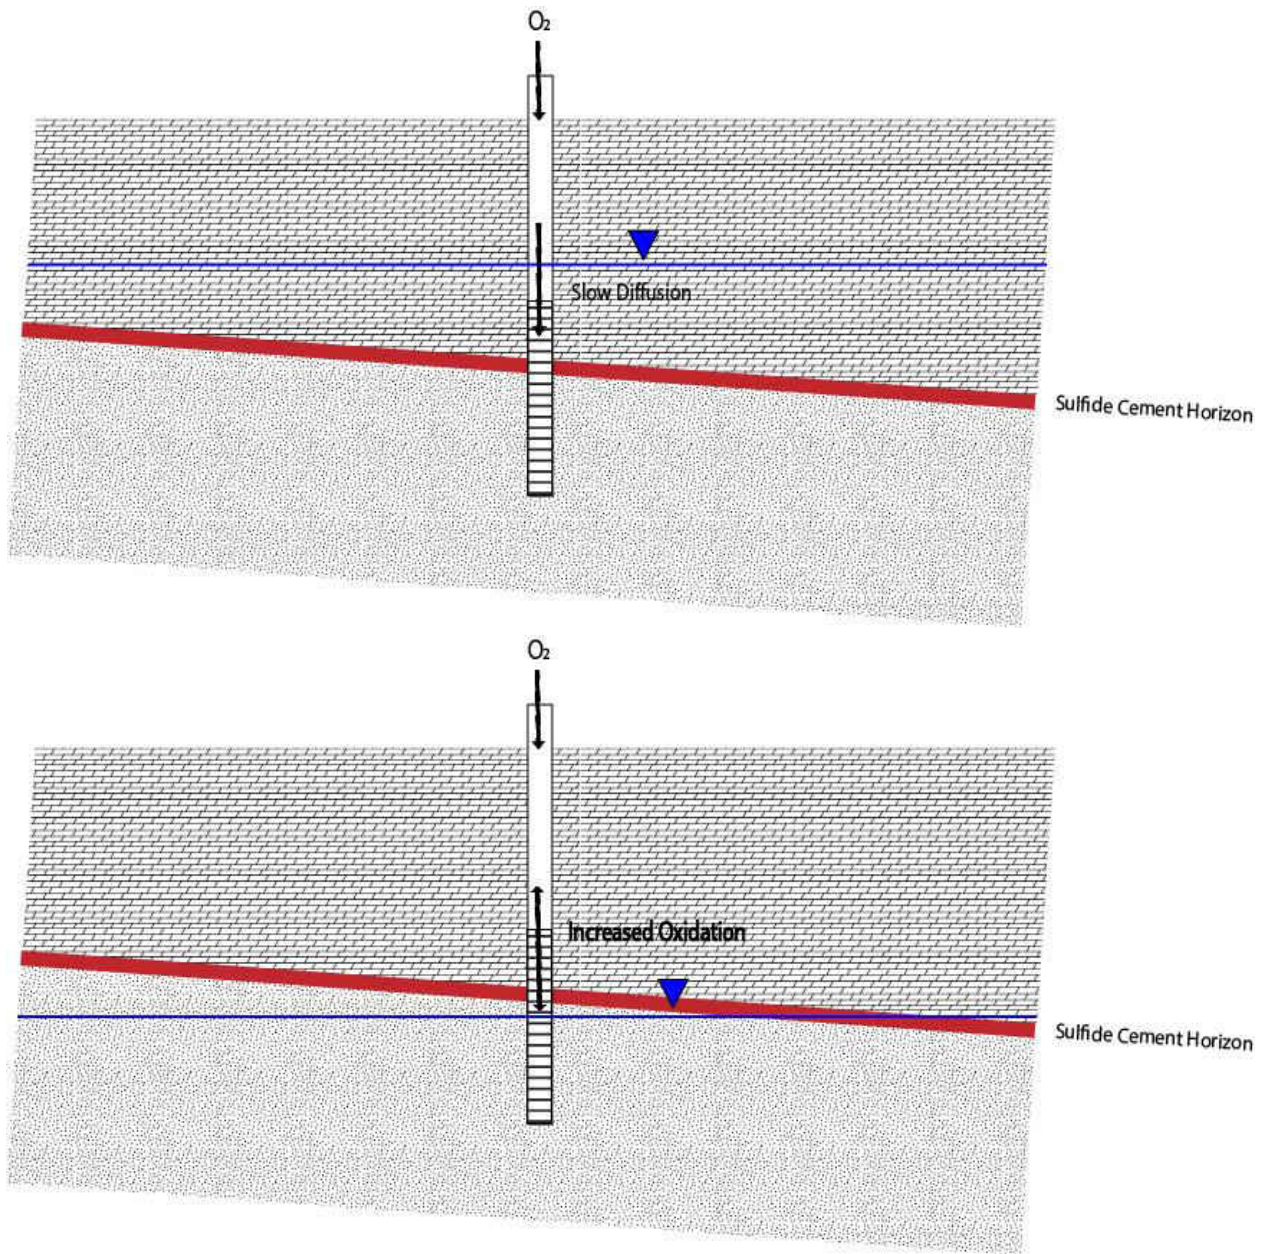 O₂
Slow Diffusion
Sulfide Cement Horizon
O₂
Increased Oxidation
Sulfide Cement Horizon